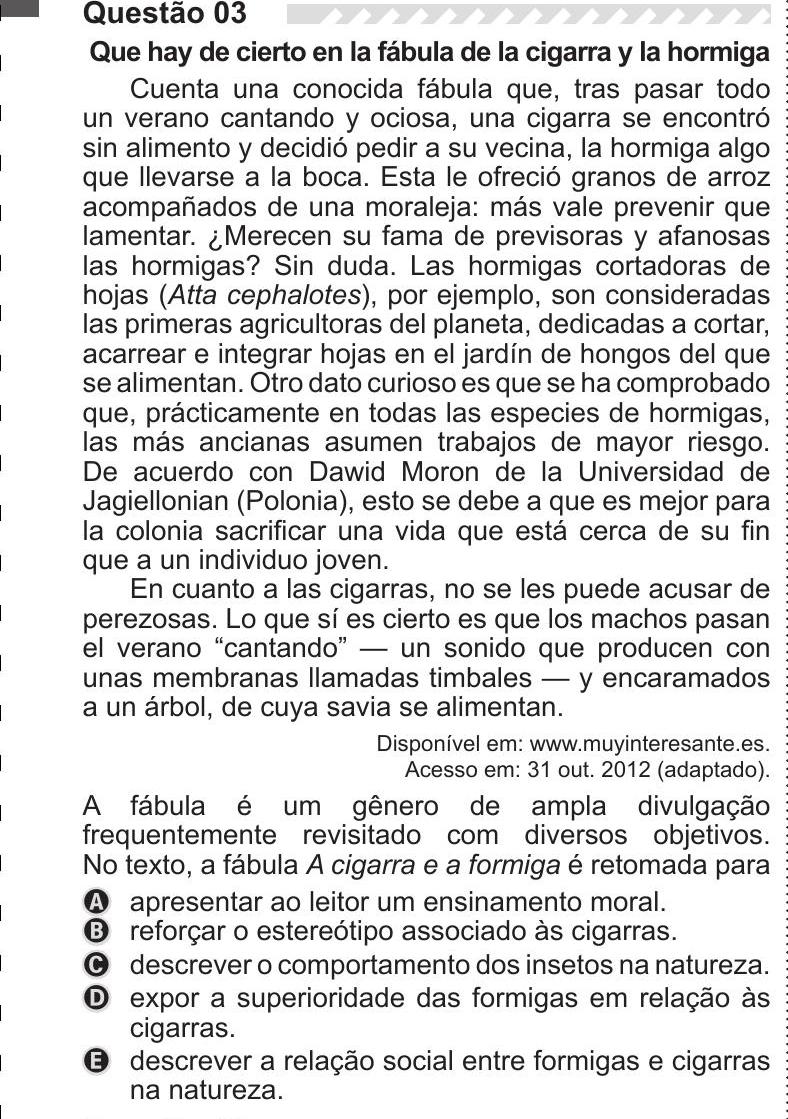 Questão 03
Que hay de cierto en la fábula de la cigarra y la hormiga
Cuenta una conocida fábula que, tras pasar todo
un verano cantando y ociosa, una cigarra se encontró
sin alimento y decidió pedir a su vecina, la hormiga algo
que llevarse a la boca. Esta le ofreció granos de arroz
acompañados de una moraleja: más vale prevenir que
lamentar. ¿Merecen su fama de previsoras y afanosas
las hormigas? Sin duda. Las hormigas cortadoras de
hojas (Atta cephalotes), por ejemplo, son consideradas
las primeras agricultoras del planeta, dedicadas a cortar,
acarrear e integrar hojas en el jardín de hongos del que
se alimentan. Otro dato curioso es que se ha comprobado
que, prácticamente en todas las especies de hormigas,
las más ancianas asumen trabajos de mayor riesgo.
De acuerdo con Dawid Moron de la Universidad de
Jagiellonian (Polonia), esto se debe a que es mejor para
la colonia sacrificar una vida que está cerca de su fin
que a un individuo joven.
En cuanto a las cigarras, no se les puede acusar de
perezosas. Lo que sí es cierto es que los machos pasan
el verano “cantando” — un sonido que producen con
unas membranas llamadas timbales — y encaramados
a un árbol, de cuya savia se alimentan.
Disponível em: www.muyinteresante.es.
Acesso em: 31 out. 2012 (adaptado).
A fábula é um gênero de ampla divulgação
frequentemente revisitado com diversos objetivos.
No texto, a fábula A cigarra e a formiga é retomada para
A apresentar ao leitor um ensinamento moral.
B reforçar o estereótipo associado às cigarras.
C descrever o comportamento dos insetos na natureza.
D expor a superioridade das formigas em relação às
cigarras.
E descrever a relação social entre formigas e cigarras
na natureza.